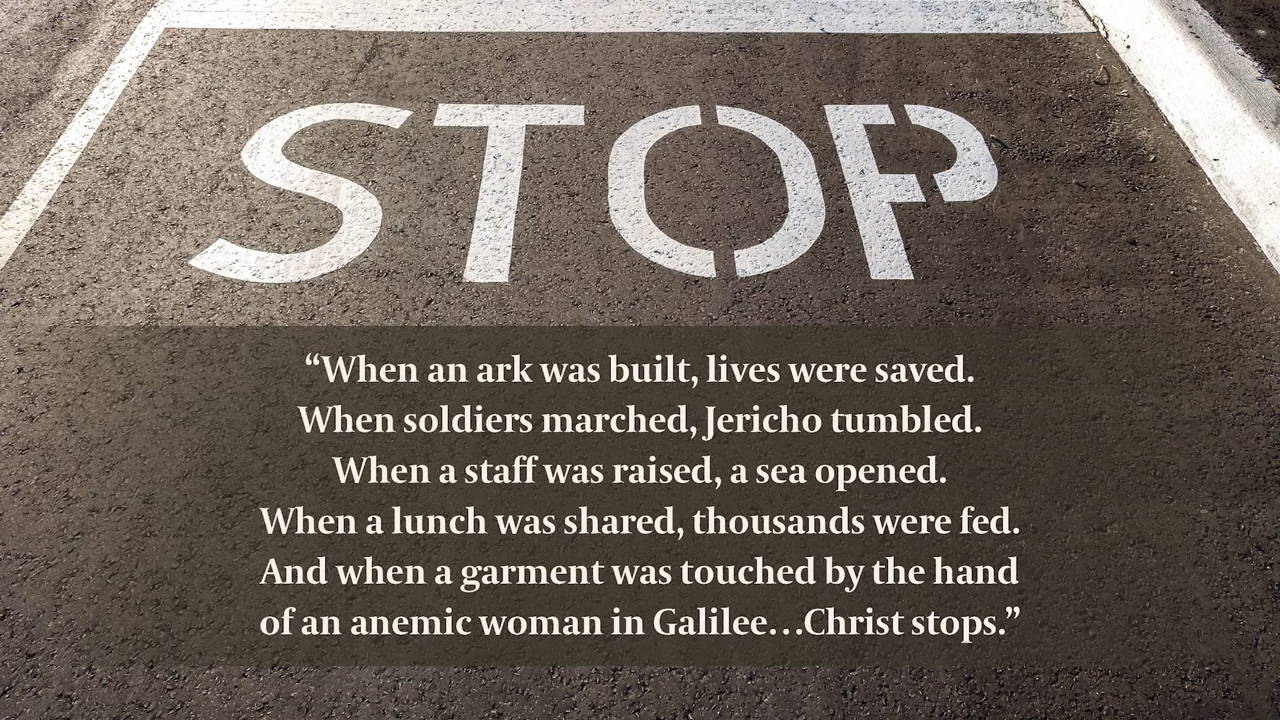 STOP
“When an ark was built, lives were saved.
When soldiers marched, Jericho tumbled.
When a staff was raised, a sea opened.
When a lunch was shared, thousands were fed.
And when a garment was touched by the hand
of an anemic woman in Galilee…Christ stops.”